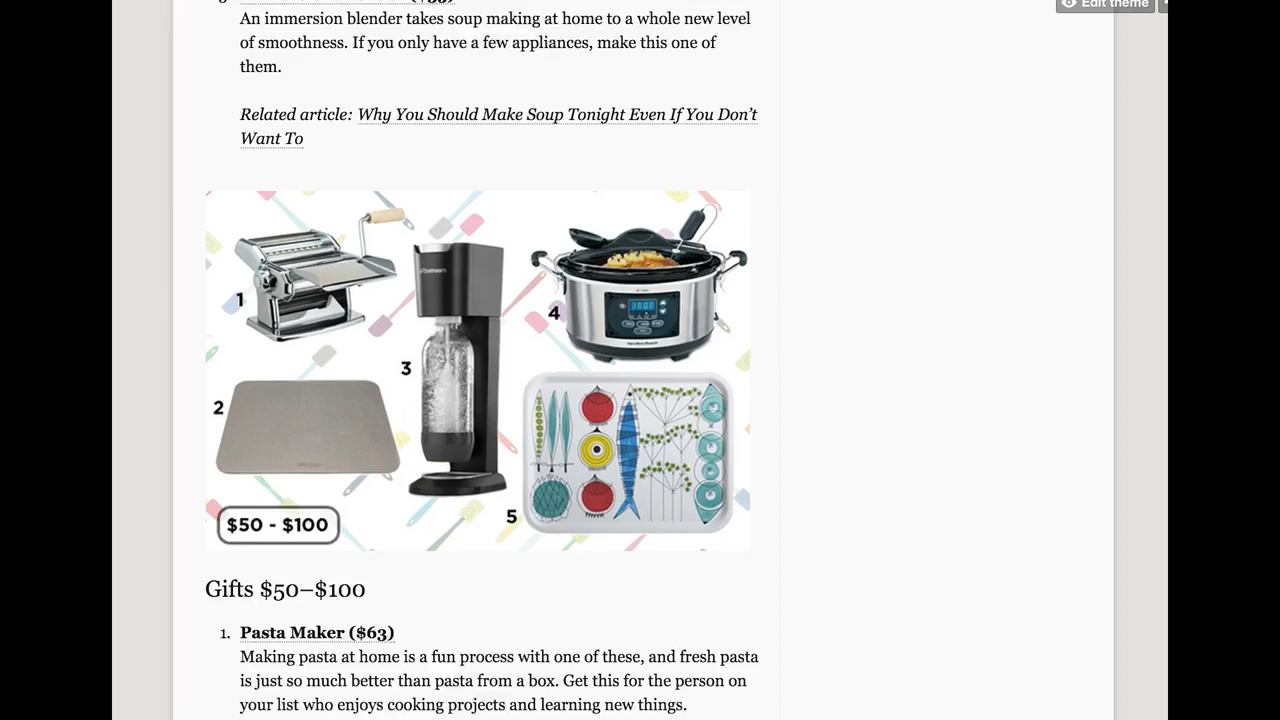 Edit theme
An immersion blender takes soup making at home to a whole new level
of smoothness. If you only have a few appliances, make this one of
them.
Related article: Why You Should Make Soup Tonight Even If You Don’t
Want To
1
2
3
4
5
$50 - $100
Gifts $50–$100
1. Pasta Maker ($63)
Making pasta at home is a fun process with one of these, and fresh pasta
is just so much better than pasta from a box. Get this for the person on
your list who enjoys cooking projects and learning new things.